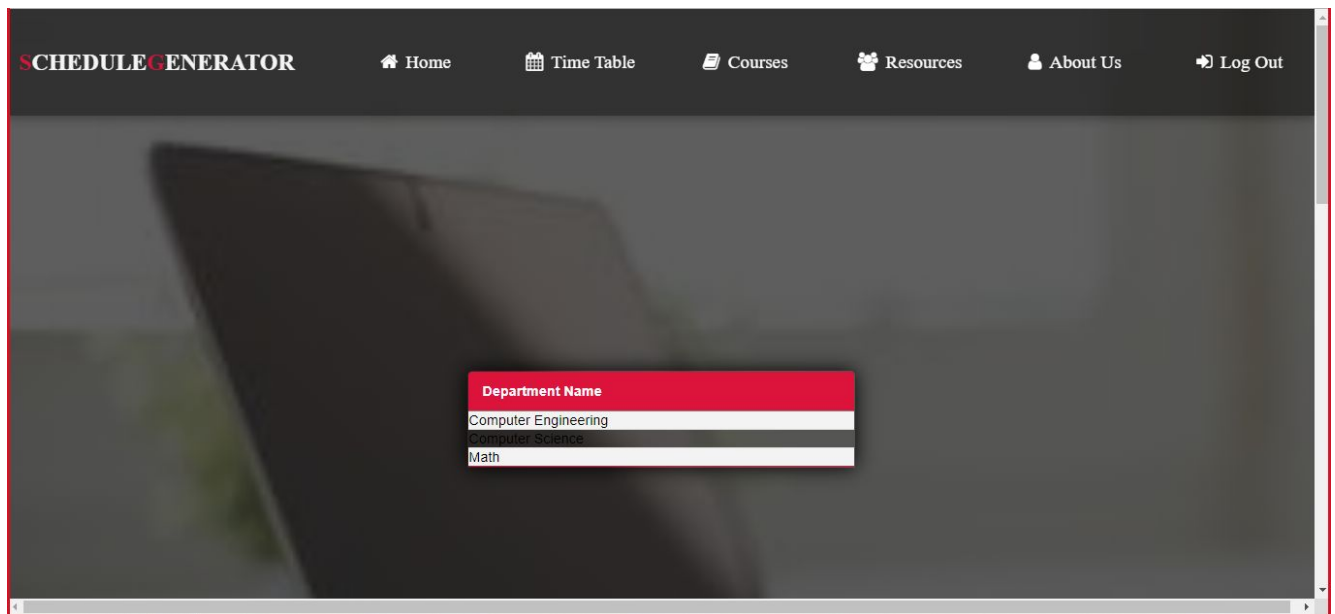 SCHEDULEGENERATOR Home Time Table Courses Resources About Us Log Out
Department Name
Computer Engineering
Computer Science
Math